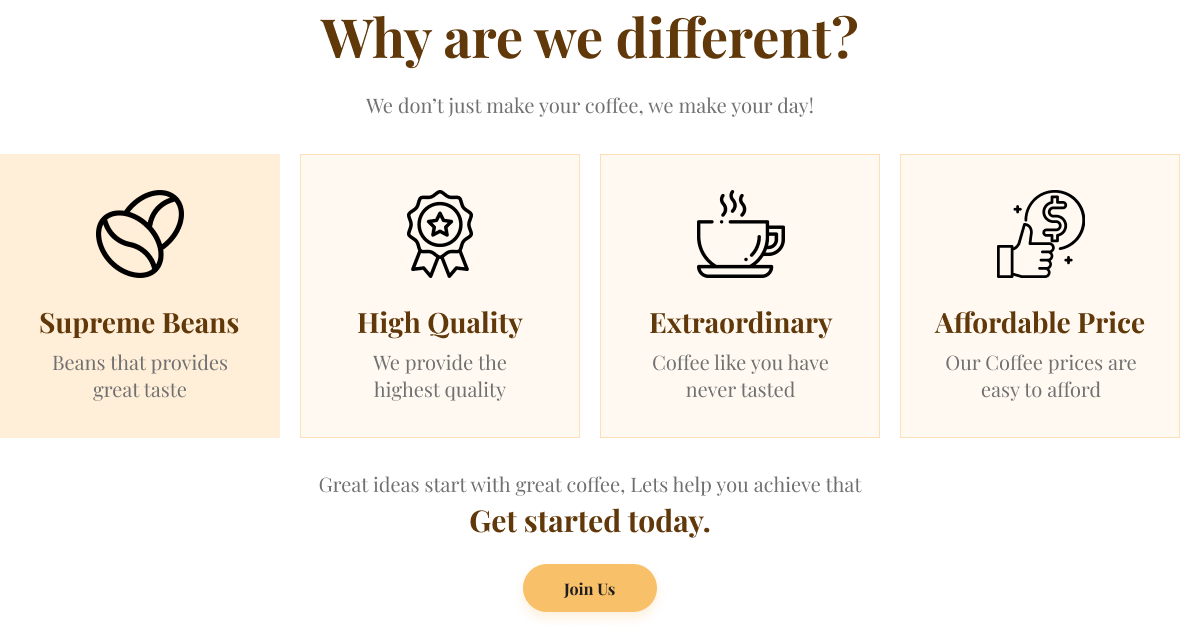 Why are we different?
We don’t just make your coffee, we make your day!
Supreme Beans
Beans that provides
great taste
High Quality
We provide the
highest quality
Extraordinary
Coffee like you have
never tasted
Affordable Price
Our Coffee prices are
easy to afford
Great ideas start with great coffee, Lets help you achieve that
Get started today.
Join Us